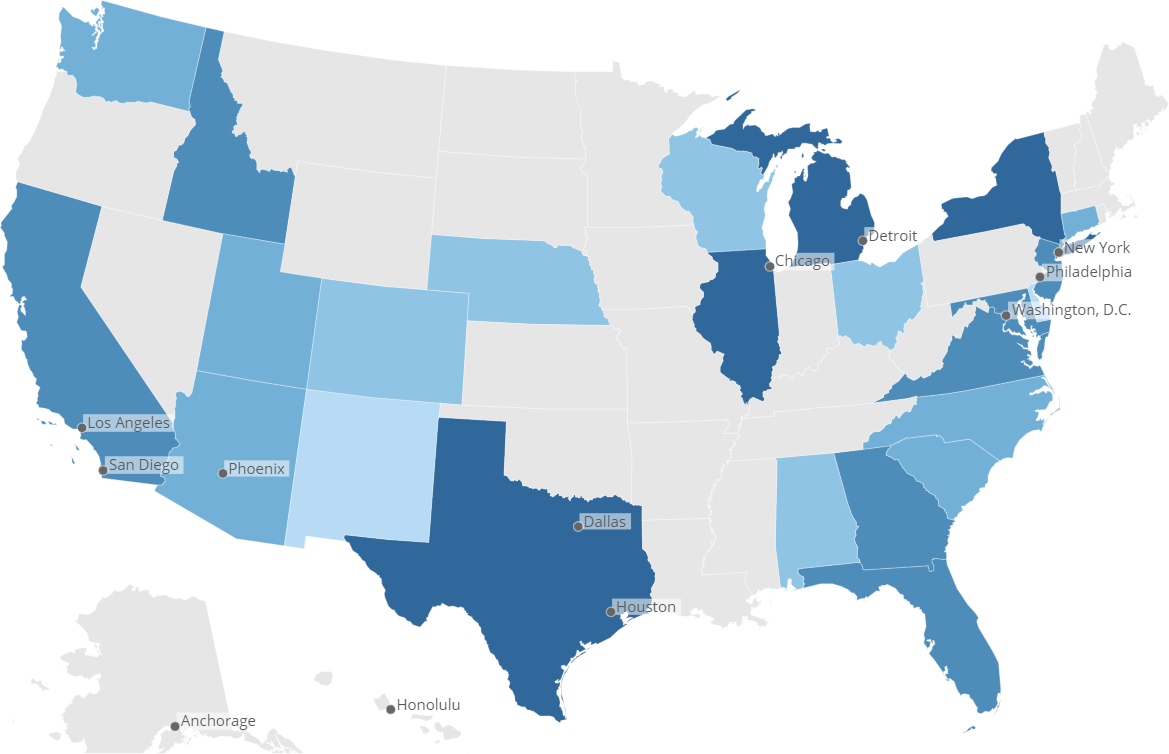 Detroit
New York
Chicago
Philadelphia
Washington, D.C.
Los Angeles
San Diego
Phoenix
Dallas
Houston
Honolulu
Anchorage